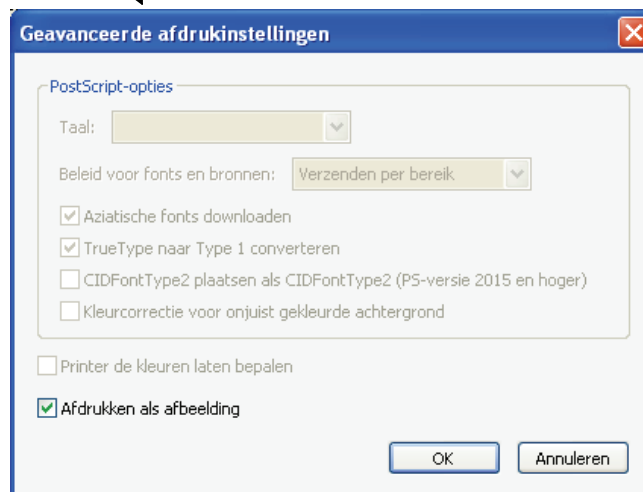 Geavanceerde afdrukinstellingen
PostScript-opties
Taal:
Beleid voor fonts en bronnen: Verzenden per bereik
Aziatische fonts downloaden
TrueType naar Type 1 converteren
CIDFontType2 plaatsen als CIDFontType2 (PS-versie 2015 en hoger)
Kleurcorrectie voor onjuist gekleurde achtergrond
Printer de kleuren laten bepalen
Afdrukken als afbeelding
OK Annuleren